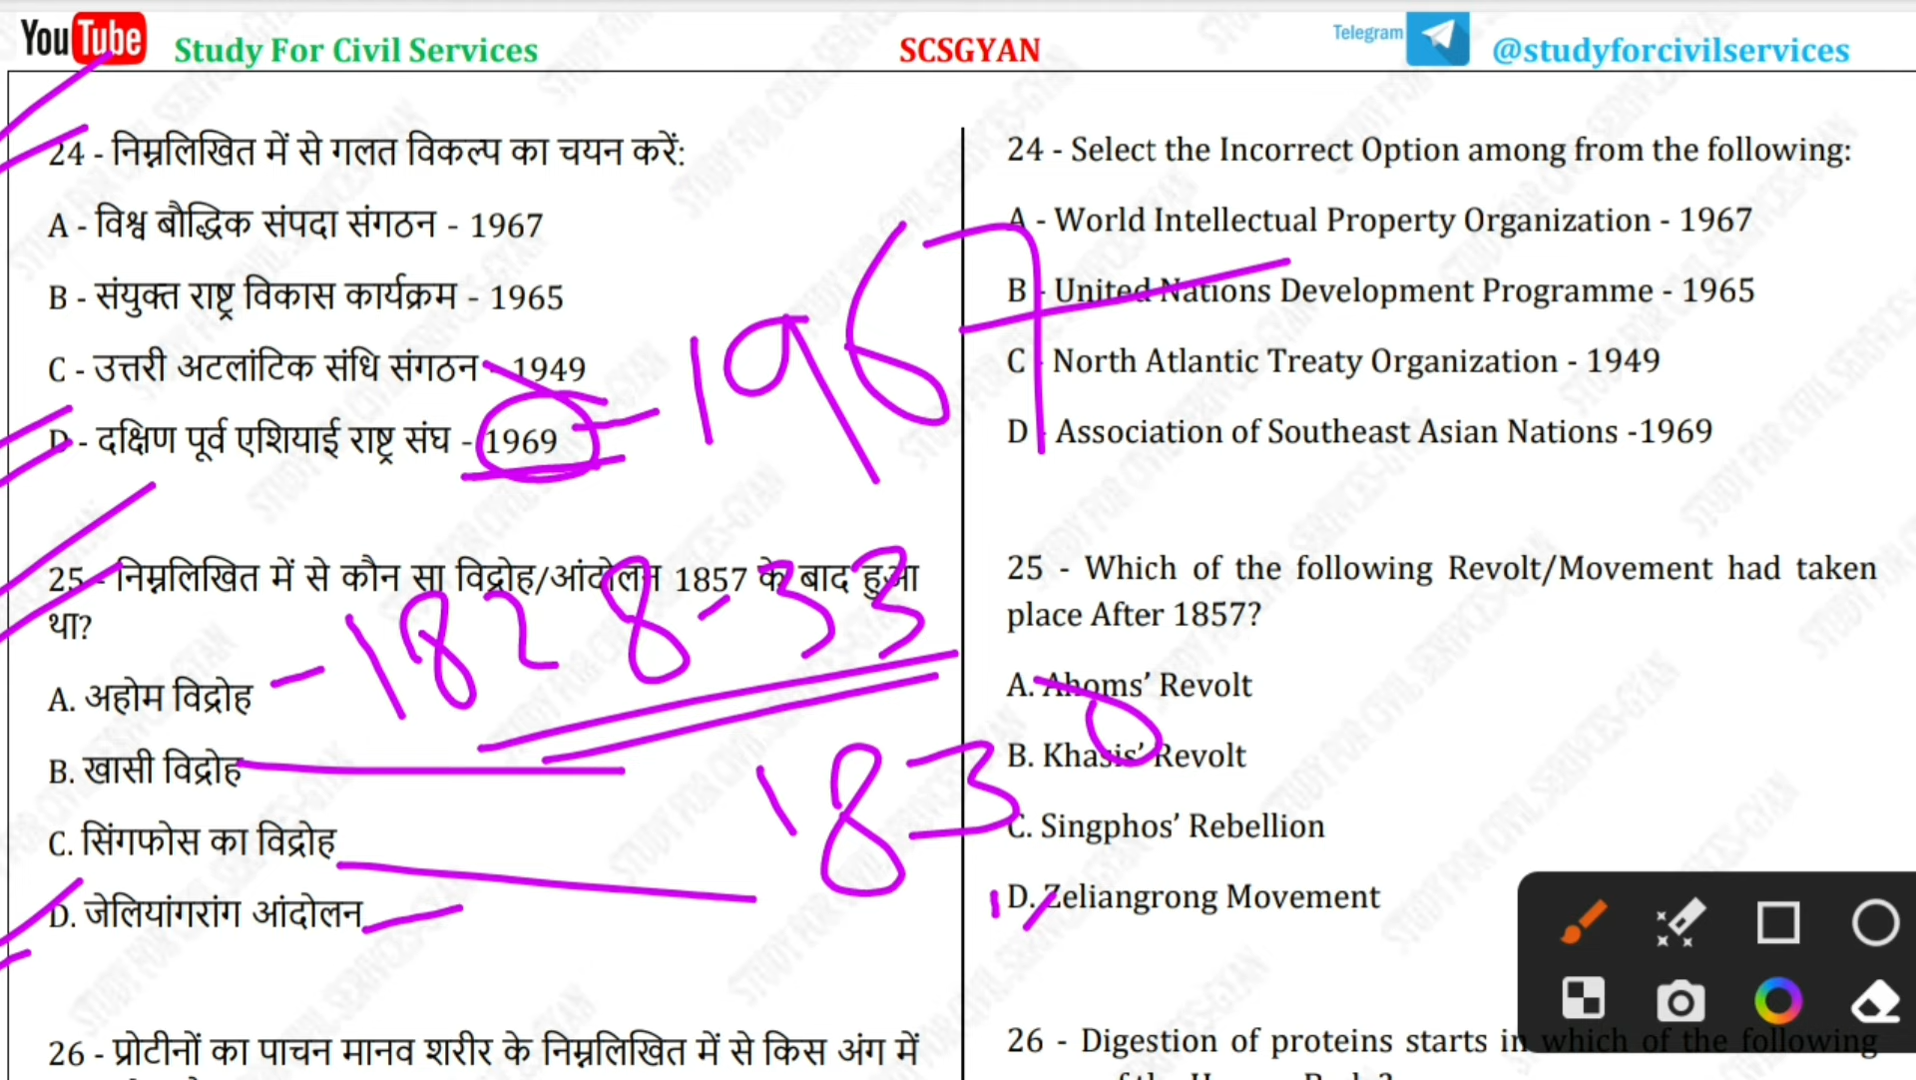 YouTube Study For Civil Services SCSGYAN Telegram @studyforcivilservices
24 - निम्नलिखित में से गलत विकल्प का चयन करें:
A - विश्व बौद्धिक संपदा संगठन - 1967
B - संयुक्त राष्ट्र विकास कार्यक्रम - 1965
C - उत्तरी अटलांटिक संधि संगठन - 1949
D - दक्षिण पूर्व एशियाई राष्ट्र संघ - 1969
1967
25 - निम्नलिखित में से कौन सा विद्रोह/आंदोलन 1857 के बाद हुआ
था?
A. अहोम विद्रोह
- 1828-33
B. खासी विद्रोह
C. सिंगफोस का विद्रोह
183
D. जेलियांगरांग आंदोलन
26 - प्रोटीनों का पाचन मानव शरीर के निम्नलिखित में से किस अंग में
24 - Select the Incorrect Option among from the following:
A - World Intellectual Property Organization - 1967
B - United Nations Development Programme - 1965
C - North Atlantic Treaty Organization - 1949
D - Association of Southeast Asian Nations -1969
25 - Which of the following Revolt/Movement had taken
place After 1857?
A. Ahoms’ Revolt
B. Khasis’ Revolt
C. Singphos’ Rebellion
D. Zeliangrong Movement
26 - Digestion of proteins starts in which of the following